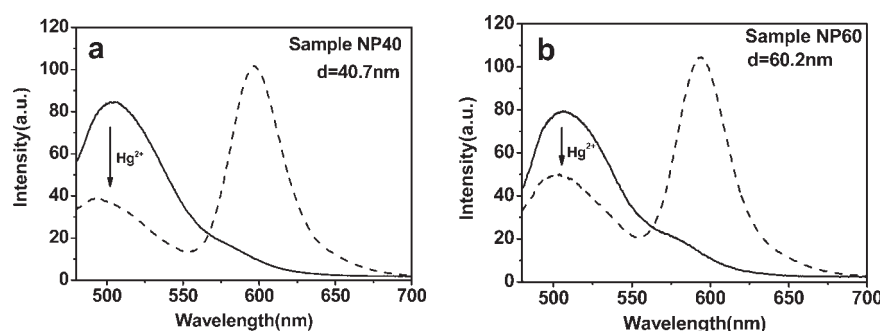 a
Sample NP40
d=40.7nm
Hg²⁺
120
100
80
60
40
20
0
Intensity(a.u.)
500 550 600 650 700
Wavelength(nm)
b
Sample NP60
d=60.2nm
Hg²⁺
120
100
80
60
40
20
0
Intensity(a.u.)
500 550 600 650 700
Wavelength(nm)